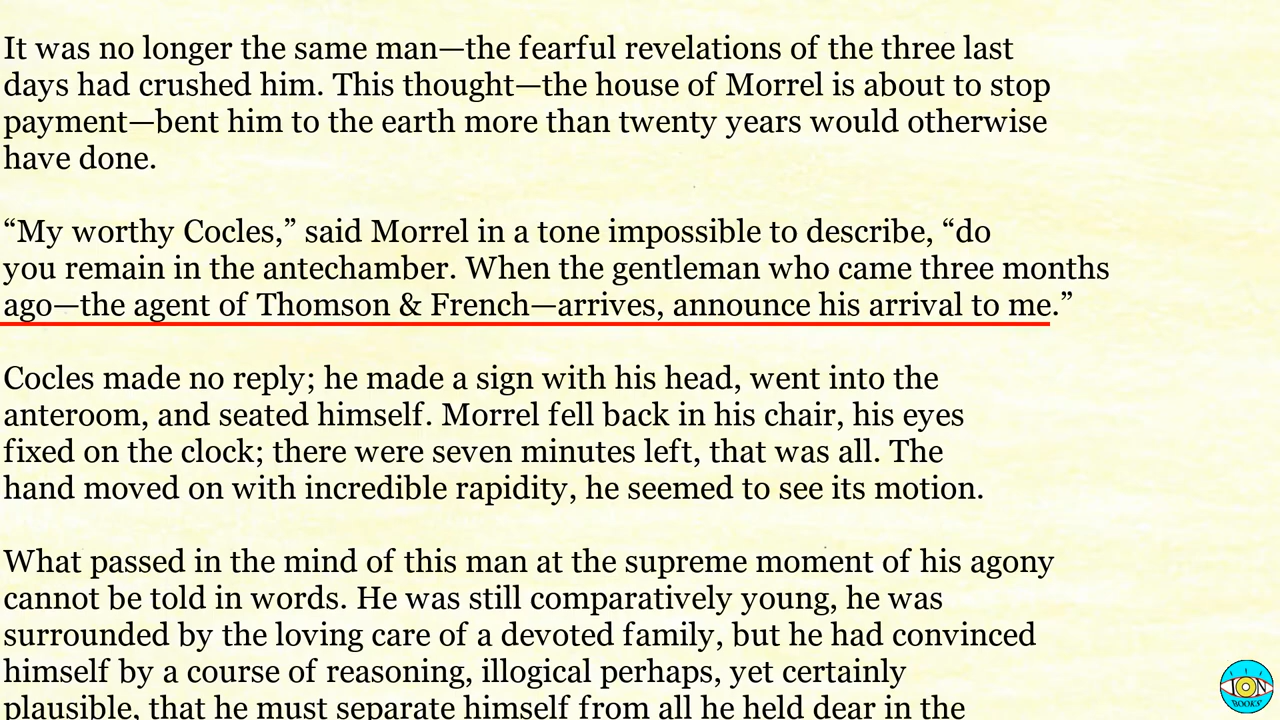 It was no longer the same man—the fearful revelations of the three last
days had crushed him. This thought—the house of Morrel is about to stop
payment—bent him to the earth more than twenty years would otherwise
have done.
“My worthy Cocles,” said Morrel in a tone impossible to describe, “do
you remain in the antechamber. When the gentleman who came three months
ago—the agent of Thomson & French—arrives, announce his arrival to me.”
Cocles made no reply; he made a sign with his head, went into the
anteroom, and seated himself. Morrel fell back in his chair, his eyes
fixed on the clock; there were seven minutes left, that was all. The
hand moved on with incredible rapidity, he seemed to see its motion.
What passed in the mind of this man at the supreme moment of his agony
cannot be told in words. He was still comparatively young, he was
surrounded by the loving care of a devoted family, but he had convinced
himself by a course of reasoning, illogical perhaps, yet certainly
plausible, that he must separate himself from all he held dear in the
ION
BOOKS